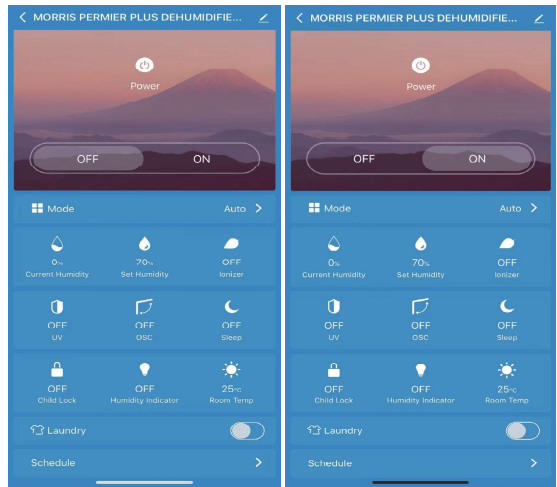 MORRIS PERMIER PLUS DEHUMIDIFIE...
Power
OFF ON
Mode Auto
0% 70% OFF
Current Humidity Set Humidity Ionizer
OFF OFF OFF
UV OSC Sleep
OFF OFF 25°C
Child Lock Humidity Indicator Room Temp
Laundry
Schedule
MORRIS PERMIER PLUS DEHUMIDIFIE...
Power
OFF ON
Mode Auto
0% 70% OFF
Current Humidity Set Humidity Ionizer
OFF OFF OFF
UV OSC Sleep
OFF OFF 25°C
Child Lock Humidity Indicator Room Temp
Laundry
Schedule